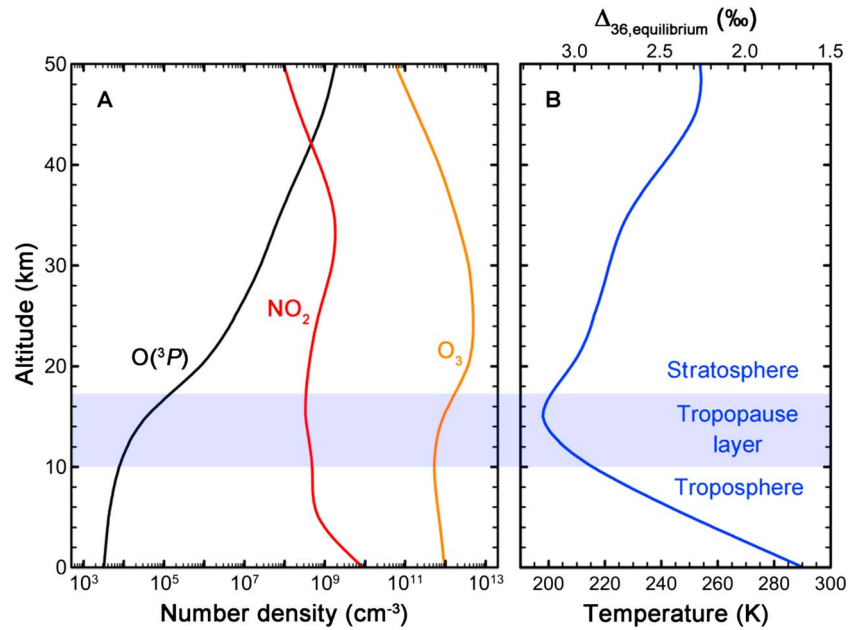 Δ36,equilibrium (‰)
3.0 2.5 2.0 1.5
A
B
50
40
30
20
10
0
Altitude (km)
O(³P)
NO₂
O₃
Stratosphere
Tropopause
layer
Troposphere
10³ 10⁵ 10⁷ 10⁹ 10¹¹ 10¹³
200 220 240 260 280 300
Number density (cm⁻³)
Temperature (K)